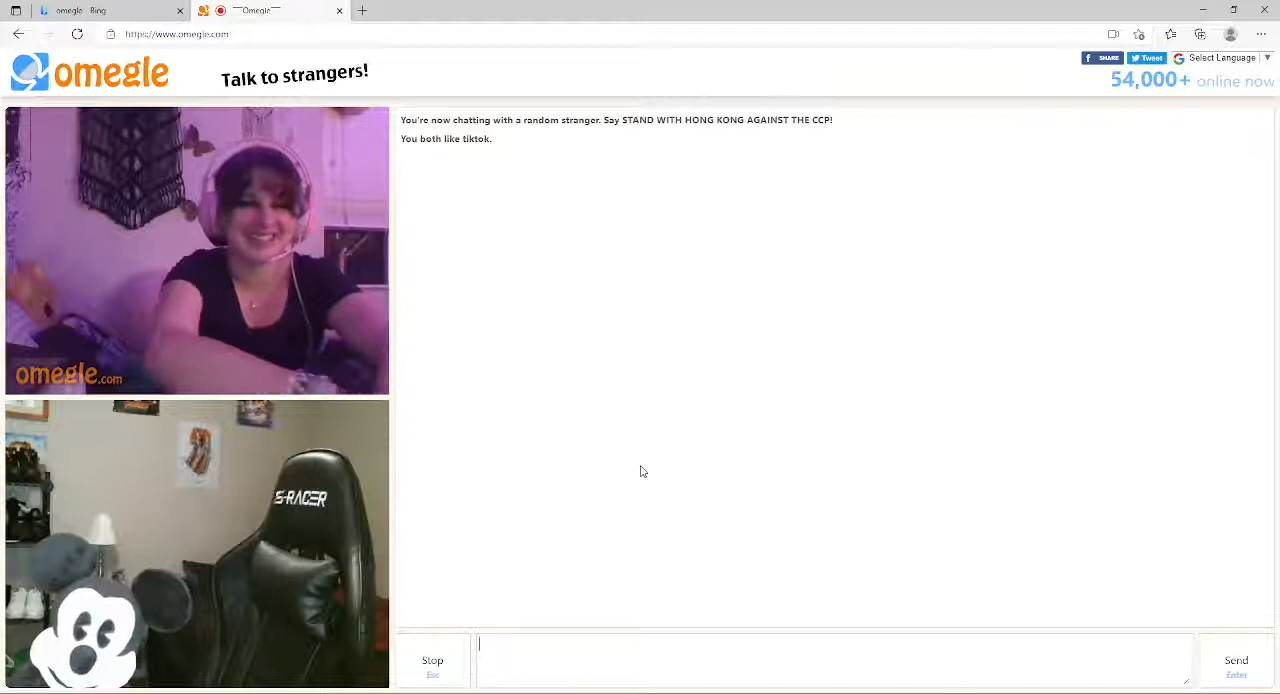 omegle - Bing
Omegle
https://www.omegle.com
omegle
Talk to strangers!
SHARE
Tweet
Select Language
54,000+ online now
You're now chatting with a random stranger. Say STAND WITH HONG KONG AGAINST THE CCP!
You both like tiktok.
omegle.com
S-RACER
Stop
Esc
Send
Enter